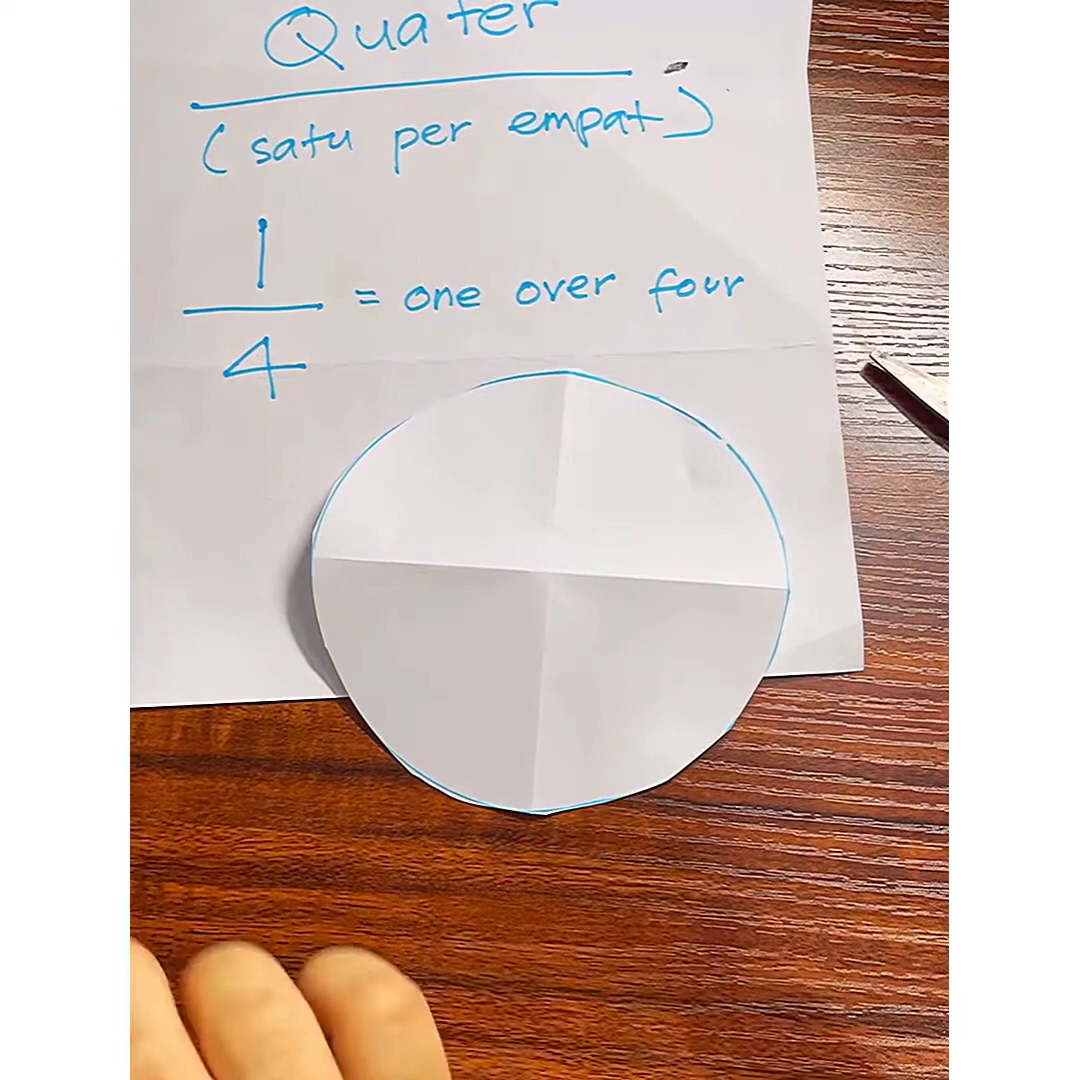 Quater
(satu per empat)
1
4
= one over four